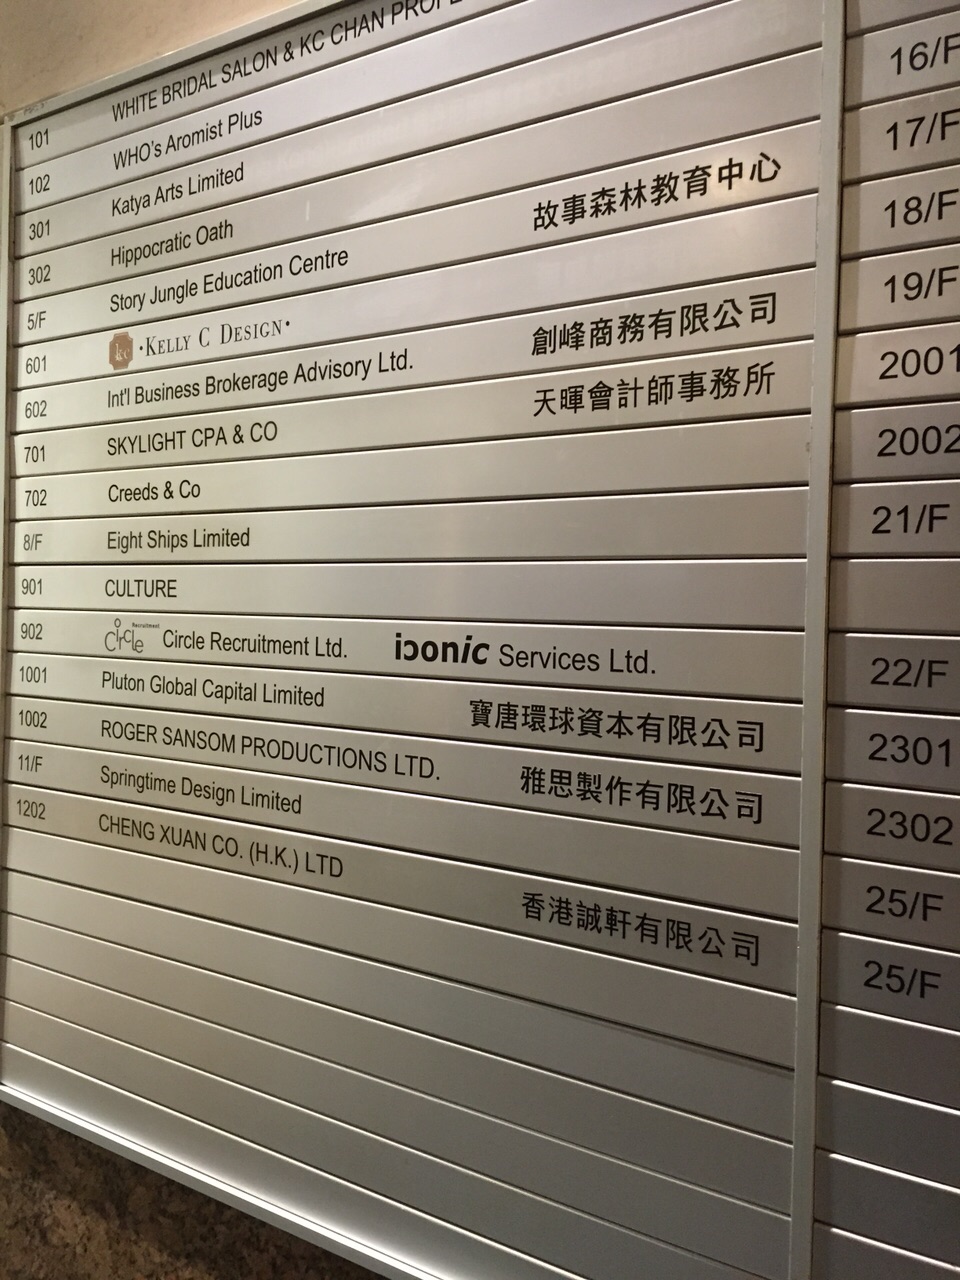 101 WHITE BRIDAL SALON & KC CHAN
102 WHO's Aromist Plus
301 Katya Arts Limited
302 Hippocratic Oath
5/F Story Jungle Education Centre 故事森林教育中心
601 kc ·KELLY C DESIGN·
602 Int'l Business Brokerage Advisory Ltd. 創峰商務有限公司
701 SKYLIGHT CPA & CO 天暉會計師事務所
702 Creeds & Co
8/F Eight Ships Limited
901 CULTURE
902 Circle Recruitment Circle Recruitment Ltd. iconic Services Ltd.
1001 Pluton Global Capital Limited 寶唐環球資本有限公司
1002 ROGER SANSOM PRODUCTIONS LTD. 雅思製作有限公司
11/F Springtime Design Limited
1202 CHENG XUAN CO. (H.K.) LTD 香港誠軒有限公司
16/F
17/F
18/F
19/F
2001
2002
21/F
22/F
2301
2302
25/F
25/F